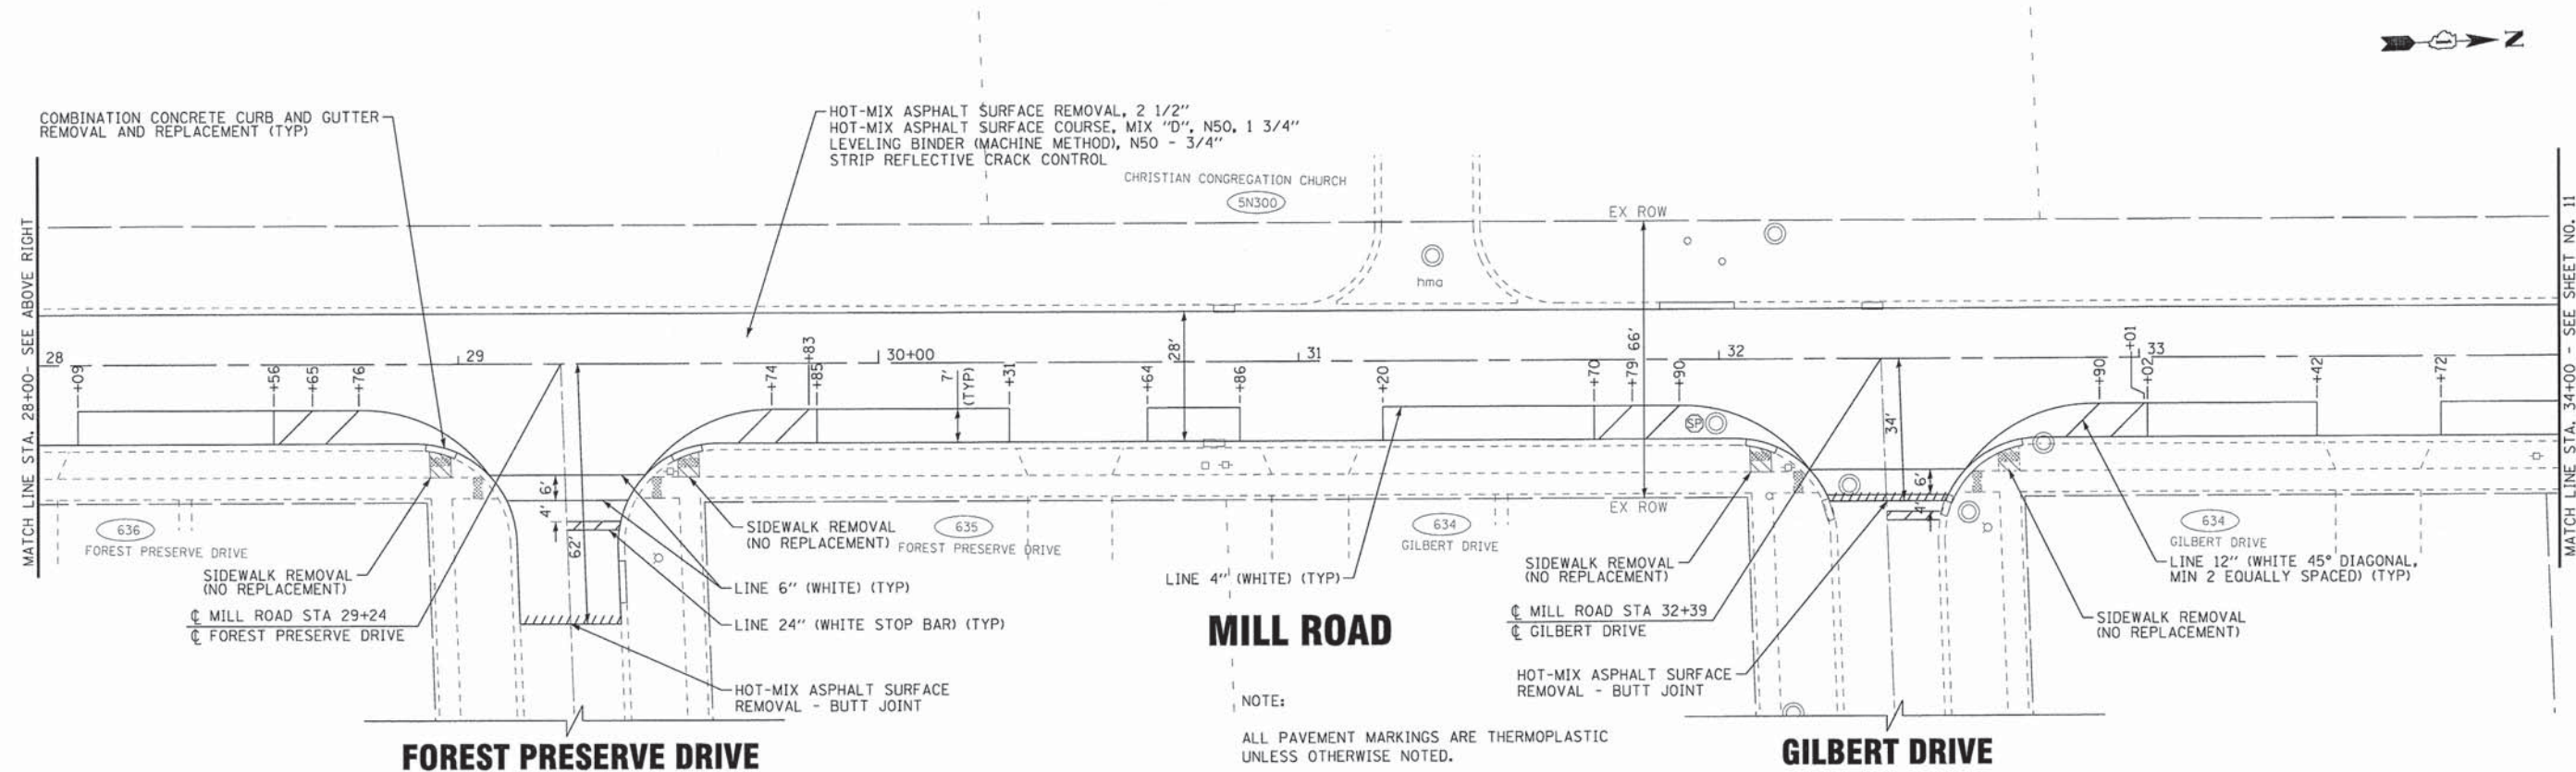 N
COMBINATION CONCRETE CURB AND GUTTER
REMOVAL AND REPLACEMENT (TYP)
HOT-MIX ASPHALT SURFACE REMOVAL, 2 1/2"
HOT-MIX ASPHALT SURFACE COURSE, MIX "D", N50, 1 3/4"
LEVELING BINDER (MACHINE METHOD), N50 - 3/4"
STRIP REFLECTIVE CRACK CONTROL
CHRISTIAN CONGREGATION CHURCH
5N300
EX ROW
hma
MATCH LINE STA. 28+00- SEE ABOVE RIGHT
MATCH LINE STA. 34+00 - SEE SHEET NO. 11
28
29
30+00
31
32
33
+09
+56
+65
+76
+74
+83
+85
7'
(TYP)
+31
+64
28'
+86
+20
+70
+79
66'
+90
34'
+90
+01
+02
+42
+72
SP
6'
4'
62'
6'
4'
EX ROW
636
FOREST PRESERVE DRIVE
635
FOREST PRESERVE DRIVE
634
GILBERT DRIVE
634
GILBERT DRIVE
SIDEWALK REMOVAL
(NO REPLACEMENT)
SIDEWALK REMOVAL
(NO REPLACEMENT)
SIDEWALK REMOVAL
(NO REPLACEMENT)
SIDEWALK REMOVAL
(NO REPLACEMENT)
℄ MILL ROAD STA 29+24
℄ FOREST PRESERVE DRIVE
LINE 6" (WHITE) (TYP)
LINE 24" (WHITE STOP BAR) (TYP)
LINE 4" (WHITE) (TYP)
LINE 12" (WHITE 45° DIAGONAL,
MIN 2 EQUALLY SPACED) (TYP)
℄ MILL ROAD STA 32+39
℄ GILBERT DRIVE
MILL ROAD
HOT-MIX ASPHALT SURFACE
REMOVAL - BUTT JOINT
HOT-MIX ASPHALT SURFACE
REMOVAL - BUTT JOINT
NOTE:
ALL PAVEMENT MARKINGS ARE THERMOPLASTIC
UNLESS OTHERWISE NOTED.
FOREST PRESERVE DRIVE
GILBERT DRIVE